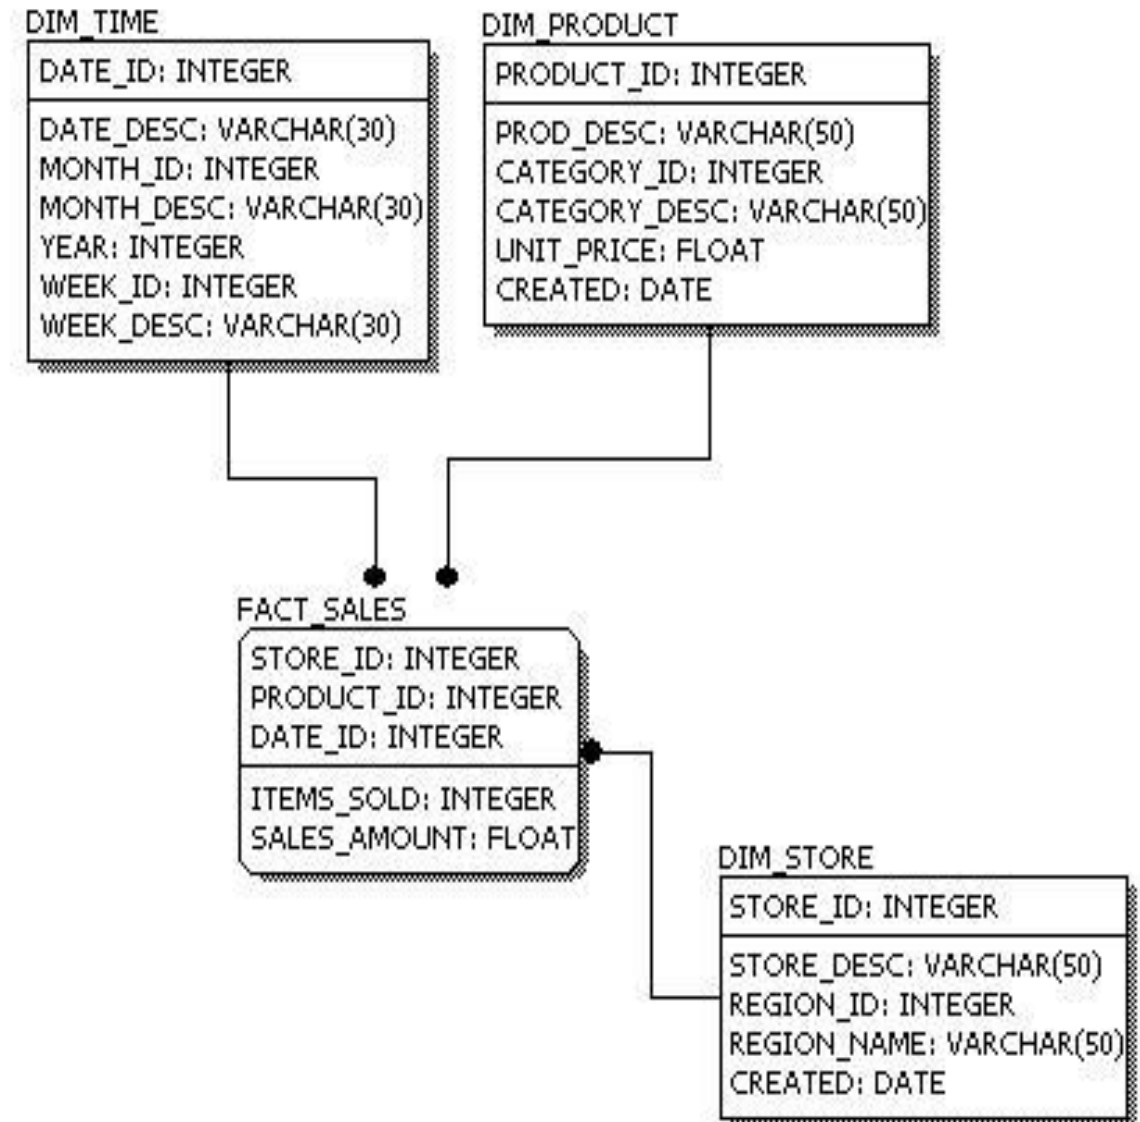 DIM_TIME
DATE_ID: INTEGER
DATE_DESC: VARCHAR(30)
MONTH_ID: INTEGER
MONTH_DESC: VARCHAR(30)
YEAR: INTEGER
WEEK_ID: INTEGER
WEEK_DESC: VARCHAR(30)
DIM_PRODUCT
PRODUCT_ID: INTEGER
PROD_DESC: VARCHAR(50)
CATEGORY_ID: INTEGER
CATEGORY_DESC: VARCHAR(50)
UNIT_PRICE: FLOAT
CREATED: DATE
FACT_SALES
STORE_ID: INTEGER
PRODUCT_ID: INTEGER
DATE_ID: INTEGER
ITEMS_SOLD: INTEGER
SALES_AMOUNT: FLOAT
DIM_STORE
STORE_ID: INTEGER
STORE_DESC: VARCHAR(50)
REGION_ID: INTEGER
REGION_NAME: VARCHAR(50)
CREATED: DATE